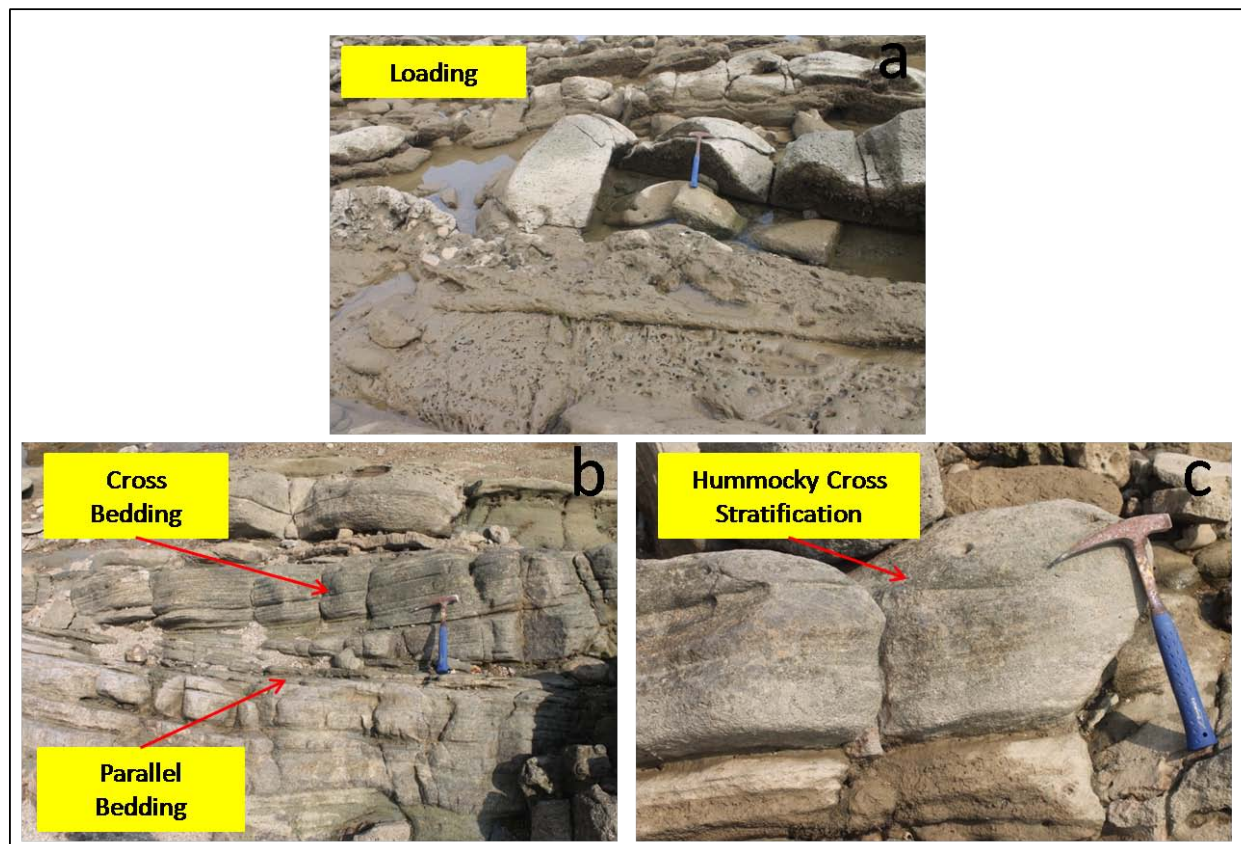 Loading
a
Cross
Bedding
b
Parallel
Bedding
Hummocky Cross
Stratification
c